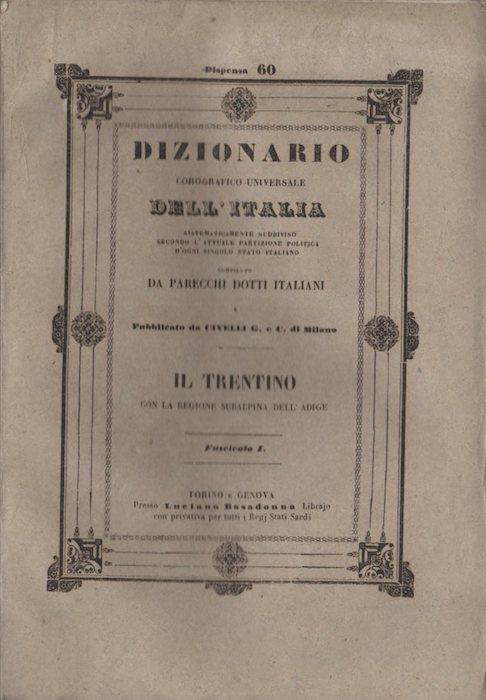 Dispensa 60
DIZIONARIO
COROGRAFICO-UNIVERSALE
DELL'ITALIA
SISTEMATICAMENTE SUDDIVISO
SECONDO L'ATTUALE PARTIZIONE POLITICA
D'OGNI SINGOLO STATO ITALIANO
COMPILATO
DA PARECCHI DOTTI ITALIANI
E
Pubblicato da CIVELLI G. e C. di Milano
IL TRENTINO
CON LA REGIONE SUBALPINA DELL'ADIGE
Fascicolo I.
TORINO e GENOVA
Presso Luciano Basadonna Librajo
con privativa per tutti i Regj Stati Sardi